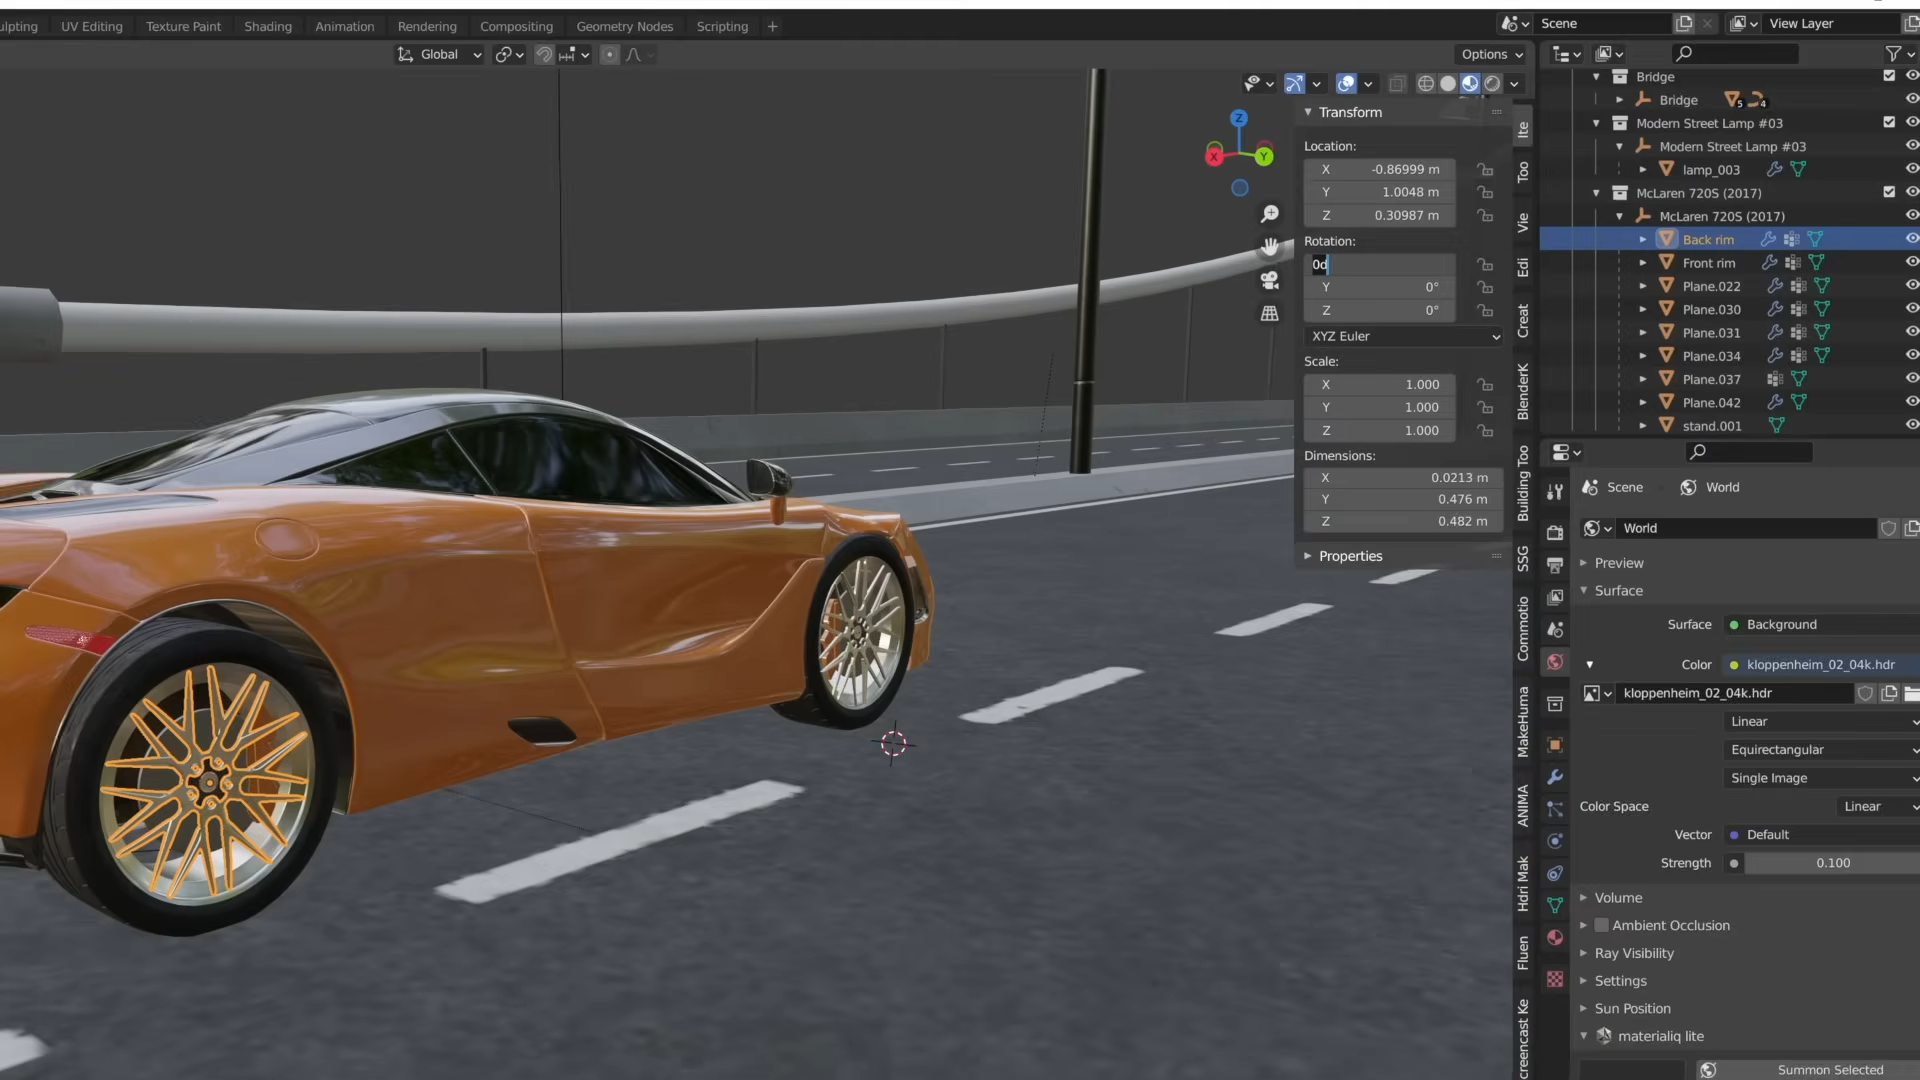 ulpting UV Editing Texture Paint Shading Animation Rendering Compositing Geometry Nodes Scripting +
Scene
View Layer
Global
Options
Transform
Location:
X -0.86999 m
Y 1.0048 m
Z 0.30987 m
Rotation:
0d
Y 0°
Z 0°
XYZ Euler
Scale:
X 1.000
Y 1.000
Z 1.000
Dimensions:
X 0.0213 m
Y 0.476 m
Z 0.482 m
Properties
Z
X
Y
Ite
Too
Vie
Edi
Creat
BlenderK
Building Too
SSG
Commotio
MakeHuma
ANIMA
Hdri Mak
Fluen
creencast Ke
Bridge
Bridge 5 4
Modern Street Lamp #03
Modern Street Lamp #03
lamp_003
McLaren 720S (2017)
McLaren 720S (2017)
Back rim
Front rim
Plane.022
Plane.030
Plane.031
Plane.034
Plane.037
Plane.042
stand.001
Scene World
World
Preview
Surface
Surface Background
Color kloppenheim_02_04k.hdr
kloppenheim_02_04k.hdr
Linear
Equirectangular
Single Image
Color Space Linear
Vector Default
Strength 0.100
Volume
Ambient Occlusion
Ray Visibility
Settings
Sun Position
materialiq lite
Summon Selected